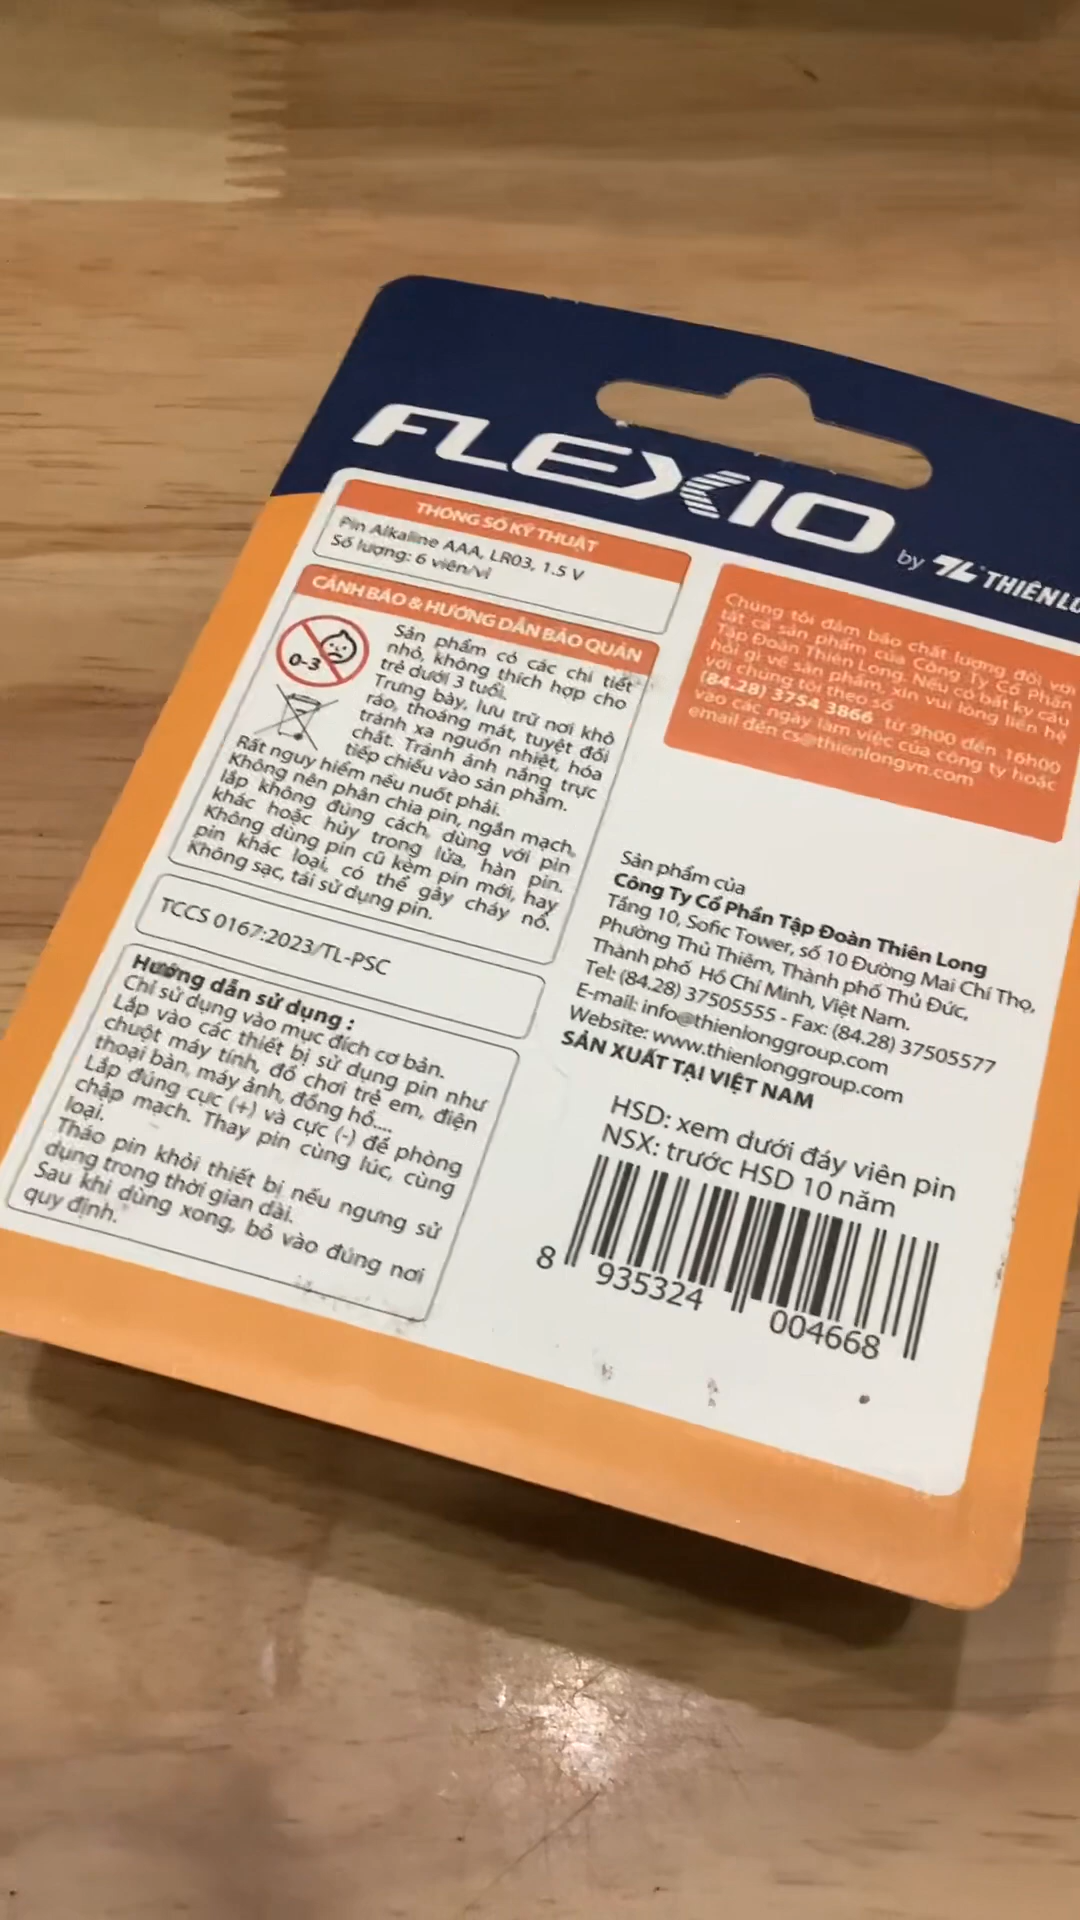 FLEXIO
by THIÊNLO
THÔNG SỐ KỸ THUẬT
Pin Alkaline AAA, LR03, 1.5 V
Số lượng: 6 viên/vỉ
CẢNH BÁO & HƯỚNG DẪN BẢO QUẢN
0-3
Sản phẩm có các chi tiết
nhỏ, không thích hợp cho
trẻ dưới 3 tuổi.
Trưng bày, lưu trữ nơi khô
ráo, thoáng mát, tuyệt đối
tránh xa nguồn nhiệt, hóa
chất. Tránh ánh nắng trực
tiếp chiếu vào sản phẩm.
Rất nguy hiểm nếu nuốt phải.
Không nên phân chia pin, ngắn mạch,
lắp không đúng cách, dùng với pin
khác hoặc hủy trong lửa, hàn pin.
Không dùng pin cũ kèm pin mới, hay
pin khác loại, có thể gây cháy nổ.
Không sạc, tái sử dụng pin.
TCCS 0167:2023/TL-PSC
Hướng dẫn sử dụng :
Chỉ sử dụng vào mục đích cơ bản.
Lắp vào các thiết bị sử dụng pin như
chuột máy tính, đồ chơi trẻ em, điện
thoại bàn, máy ảnh, đồng hồ....
Lắp đúng cực (+) và cực (-) để phòng
chập mạch. Thay pin cùng lúc, cùng
loại.
Tháo pin khỏi thiết bị nếu ngưng sử
dụng trong thời gian dài.
Sau khi dùng xong, bỏ vào đúng nơi
quy định.
Chúng tôi đảm bảo chất lượng đối với
tất cả sản phẩm của Công Ty Cổ Phần
Tập Đoàn Thiên Long. Nếu có bất kỳ câu
hỏi gì về sản phẩm, xin vui lòng liên hệ
với chúng tôi theo số
(84.28) 3754 3866 từ 9h00 đến 16h00
vào các ngày làm việc của công ty hoặc
email đến cs@thienlongvn.com
Sản phẩm của
Công Ty Cổ Phần Tập Đoàn Thiên Long
Tầng 10, Sofic Tower, số 10 Đường Mai Chí Thọ,
Phường Thủ Thiêm, Thành phố Thủ Đức,
Thành phố Hồ Chí Minh, Việt Nam.
Tel: (84.28) 37505555 - Fax: (84.28) 37505577
E-mail: info@thienlonggroup.com
Website: www.thienlonggroup.com
SẢN XUẤT TẠI VIỆT NAM
HSD: xem dưới đáy viên pin
NSX: trước HSD 10 năm
8 935324 004668